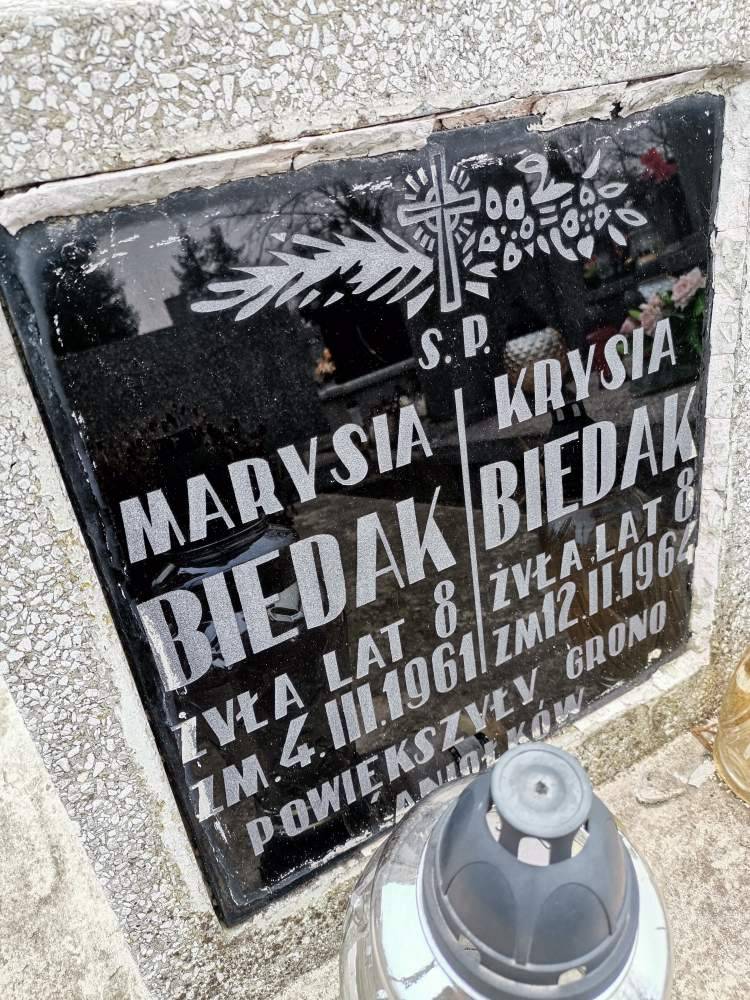 Ś. P.
MARYSIA
BIEDAK
ŻYŁA LAT 8
ZM. 4. III. 1961
KRYSIA
BIEDAK
ŻYŁA LAT 8
ZM 12. II. 1964
POWIĘKSZYŁY GRONO
ANIOŁKÓW